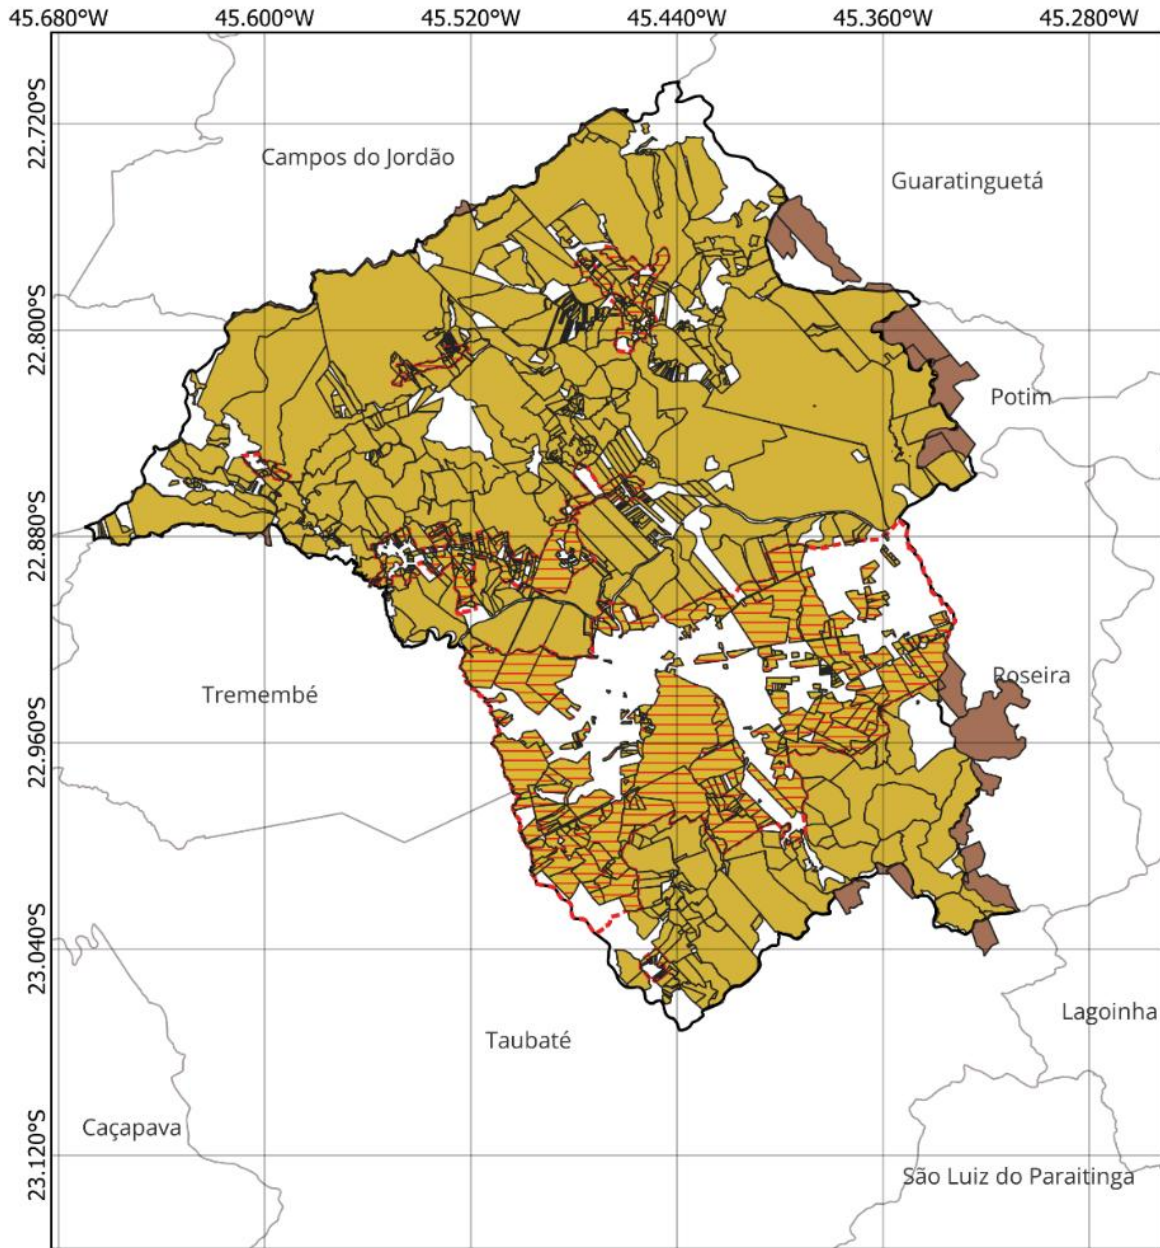 45.680°W 45.600°W 45.520°W 45.440°W 45.360°W 45.280°W
22.720°S
Campos do Jordão
Guaratinguetá
22.800°S
Potim
22.880°S
Roseira
Tremembé
22.960°S
23.040°S
Lagoinha
Taubaté
Caçapava
23.120°S
São Luiz do Paraitinga